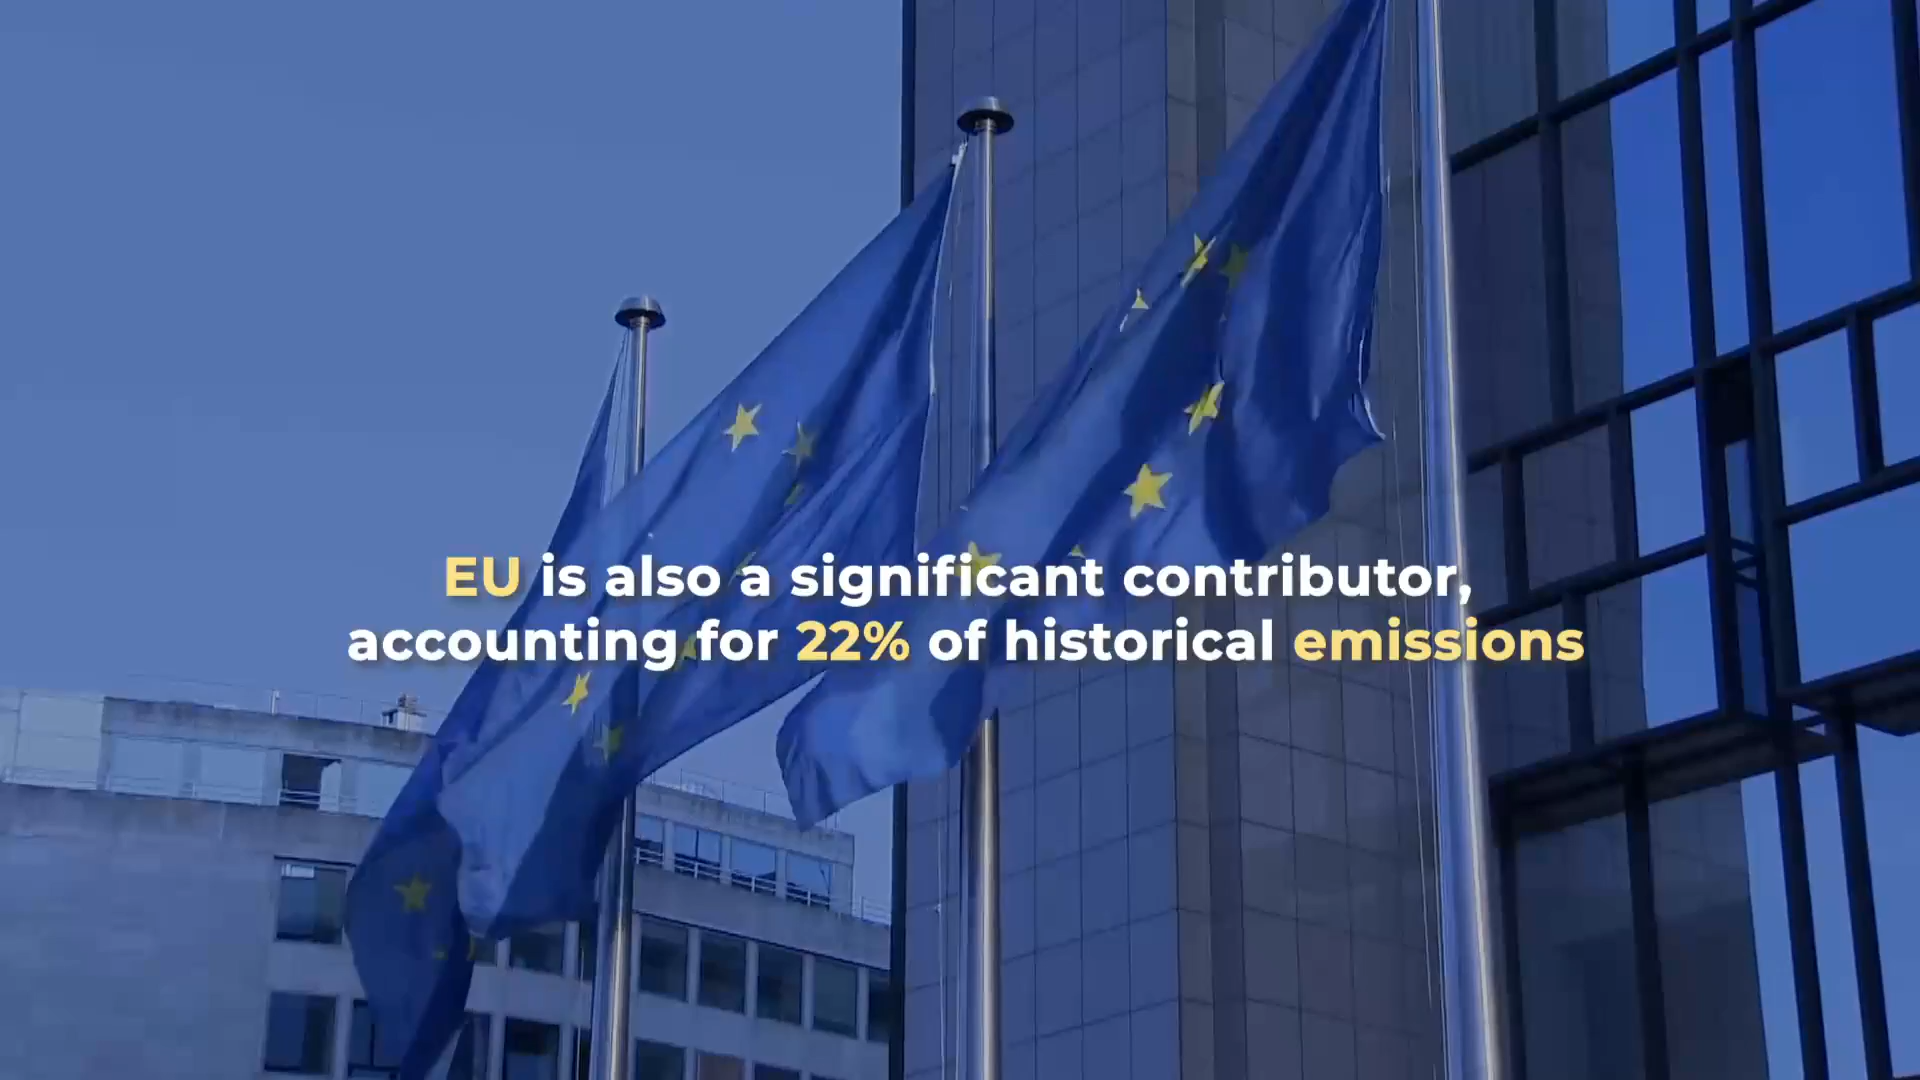 EU is also a significant contributor,
accounting for 22% of historical emissions